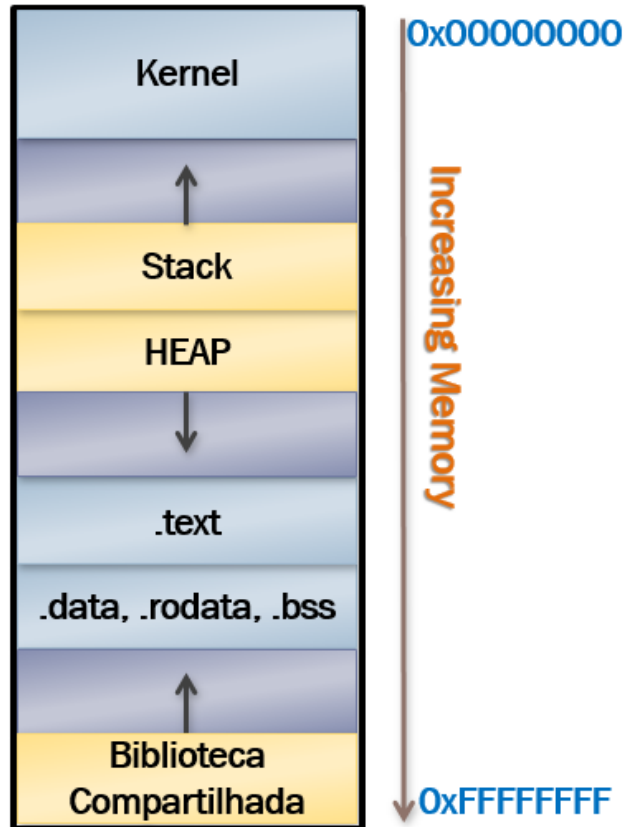 Kernel
0x00000000
Stack
HEAP
Increasing Memory
.text
.data, .rodata, .bss
Biblioteca
Compartilhada
0xFFFFFFFF